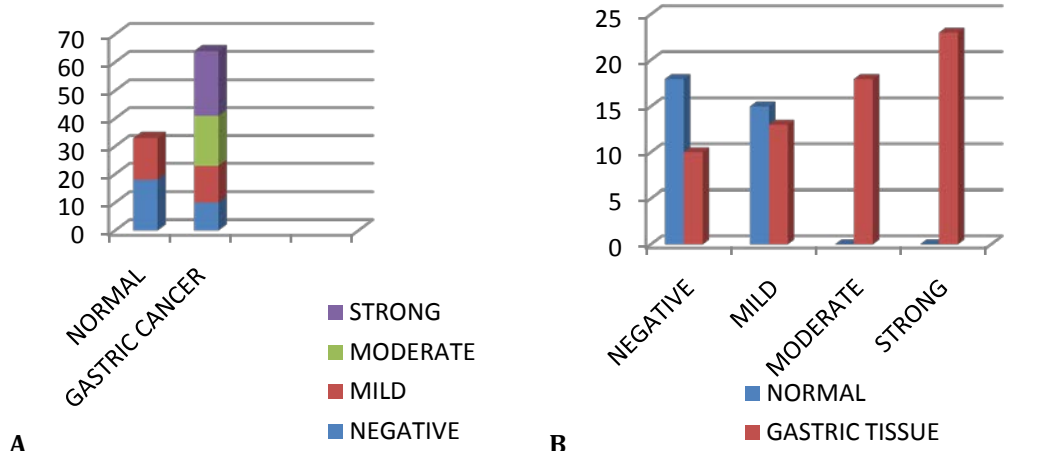 70
60
50
40
30
20
10
0
NORMAL
GASTRIC CANCER
STRONG
MODERATE
MILD
NEGATIVE
A
25
20
15
10
5
0
NEGATIVE
MILD
MODERATE
STRONG
NORMAL
GASTRIC TISSUE
B